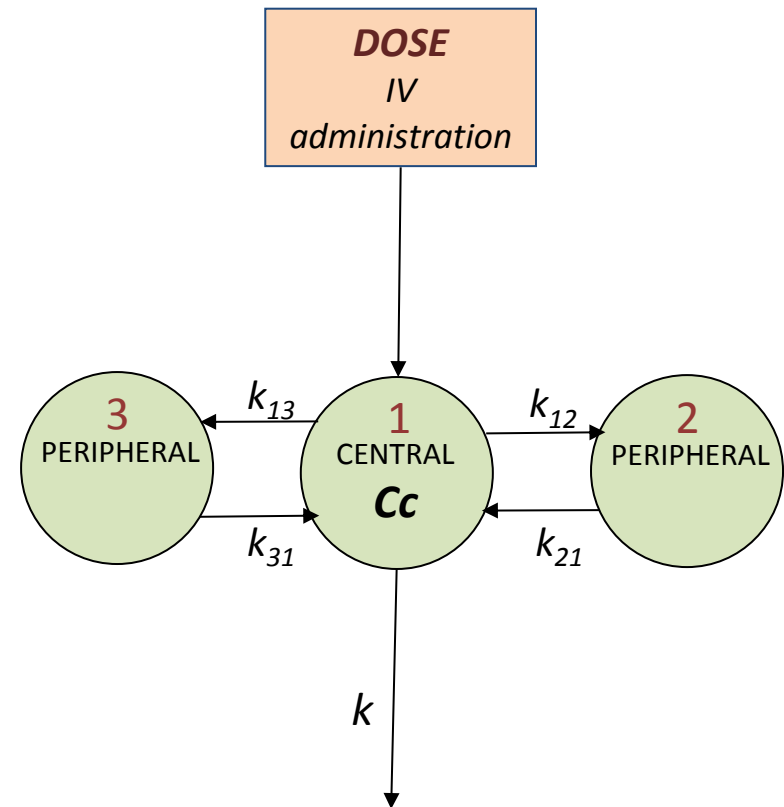 DOSE
IV
administration
k13
k12
3
PERIPHERAL
1
CENTRAL
Cc
2
PERIPHERAL
k31
k21
k